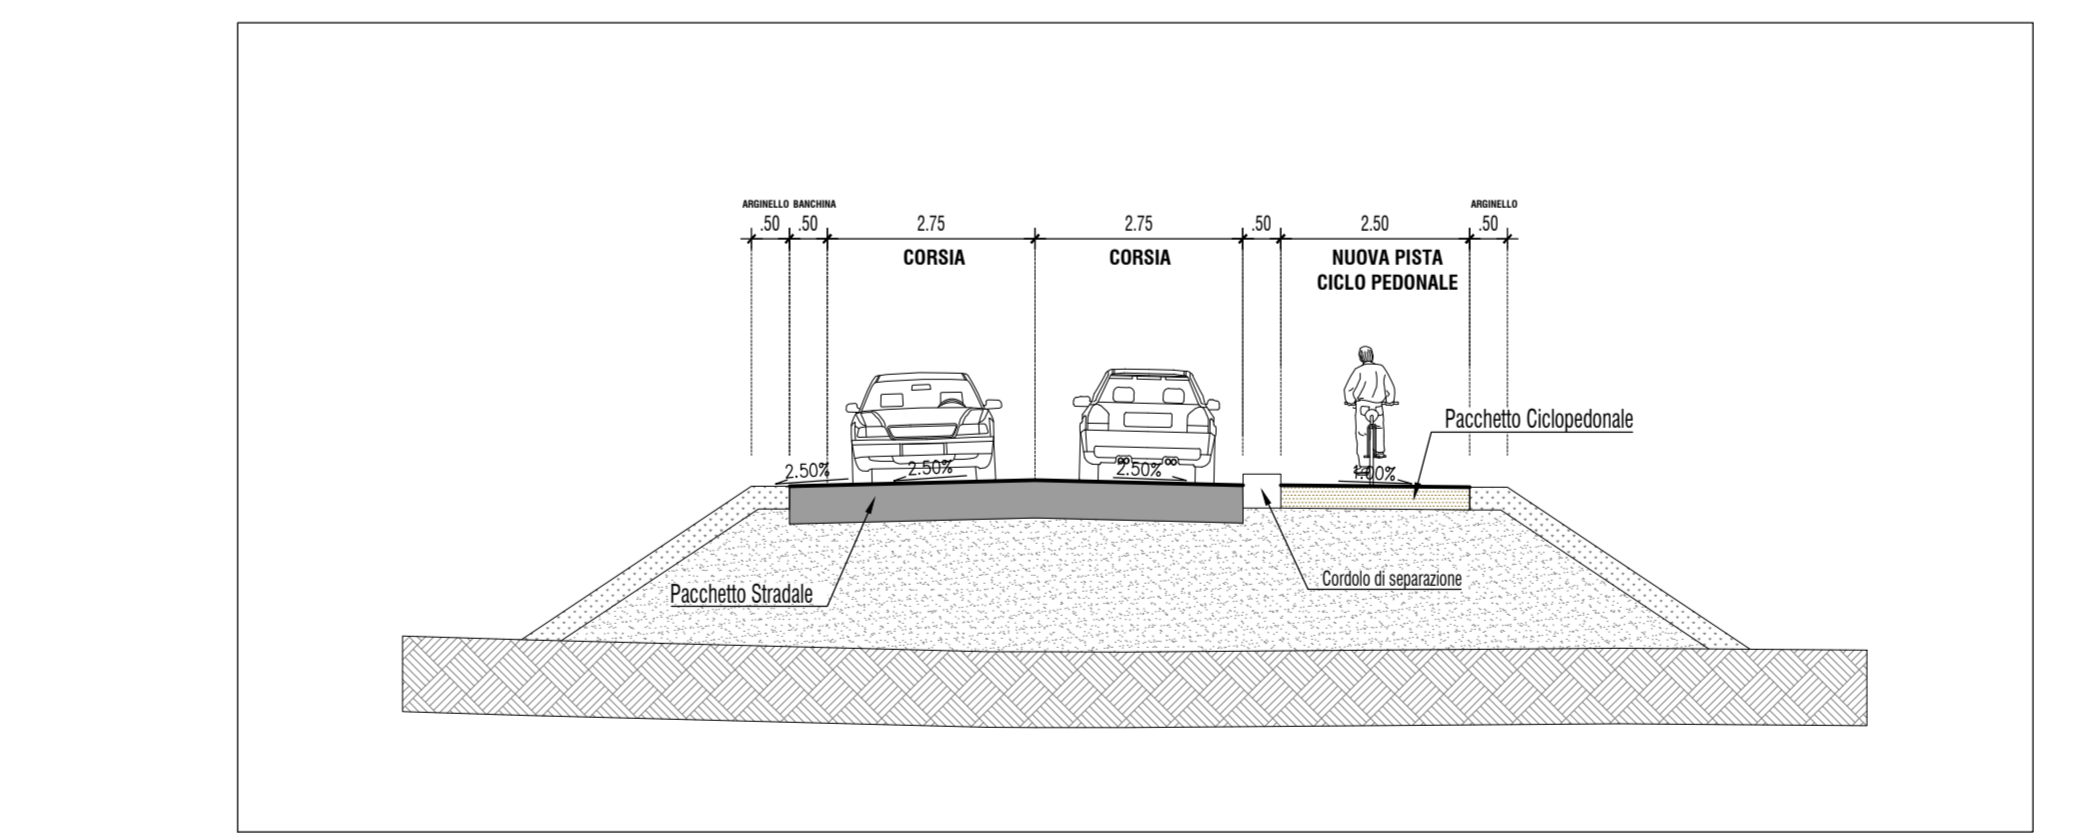 ARGINELLO BANCHINA ARGINELLO
.50 .50 2.75 2.75 .50 2.50 .50
CORSIA CORSIA NUOVA PISTA
CICLO PEDONALE
Pacchetto Ciclopedonale
2.50% 2.50% 2.50% 1.00%
Cordolo di separazione
Pacchetto Stradale